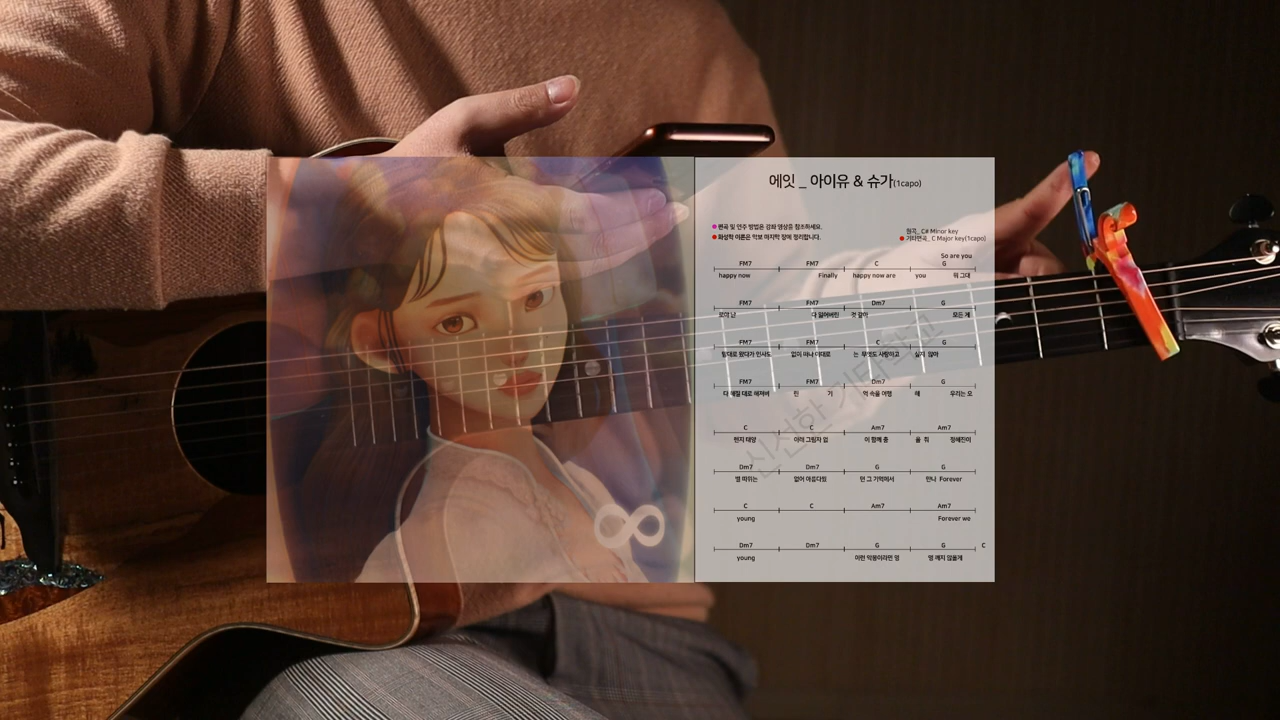 에잇 _ 아이유 & 슈가(1capo)
편곡 및 연주 방법은 강좌 영상을 참조하세요.
화성학 이론은 악보 마지막 장에 정리합니다.
원곡_ C# Minor key
기타편곡_ C Major key(1capo)
So are you
FM7 FM7 C G
happy now Finally happy now are you 뭐 그대
FM7 FM7 Dm7 G
로야 난 다 잃어버린 것 같아 모든 게
FM7 FM7 C G
맘대로 왔다가 인사도 없이 떠나 이대로 는 무엇도 사랑하고 싶지 않아
FM7 FM7 Dm7 G
다 해질 대로 해져버 린 기 억 속을 여행 해 우리는 오
C C Am7 Am7
렌지 태양 아래 그림자 없 이 함께 춤 을 춰 정해진이
Dm7 Dm7 G G
별 따위는 없어 아름다웠 던 그 기억에서 만나 Forever
C C Am7 Am7
young Forever we
Dm7 Dm7 G G C
young 이런 악몽이라면 영 영 깨지 않을게
신선한 기타학교